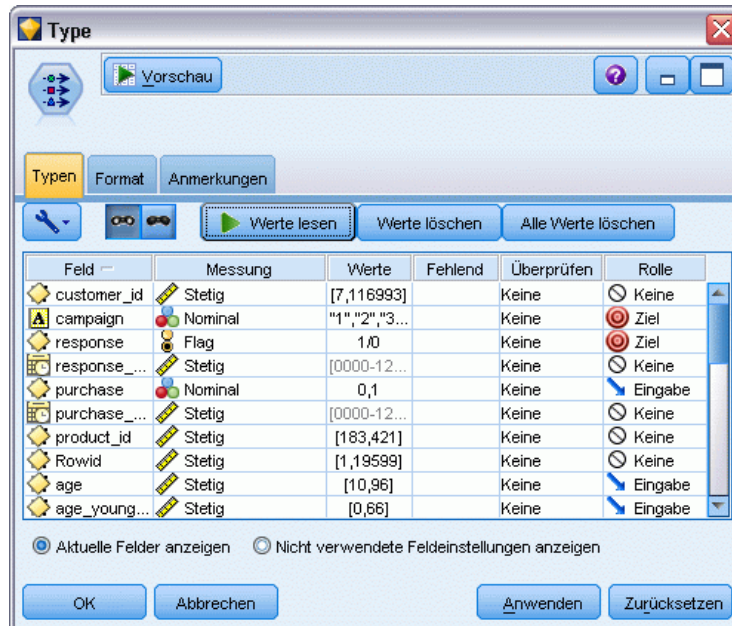 Type
Vorschau
Typen Format Anmerkungen
Werte lesen Werte löschen Alle Werte löschen
Feld Messung Werte Fehlend Überprüfen Rolle
customer_id Stetig [7,116993] Keine Keine
A campaign Nominal "1","2","3... Keine Ziel
response Flag 1/0 Keine Ziel
response_... Stetig [0000-12... Keine Keine
purchase Nominal 0,1 Keine Eingabe
purchase_... Stetig [0000-12... Keine Keine
product_id Stetig [183,421] Keine Keine
Rowid Stetig [1,19599] Keine Keine
age Stetig [10,96] Keine Eingabe
age_young... Stetig [0,66] Keine Eingabe
Aktuelle Felder anzeigen Nicht verwendete Feldeinstellungen anzeigen
OK Abbrechen Anwenden Zurücksetzen